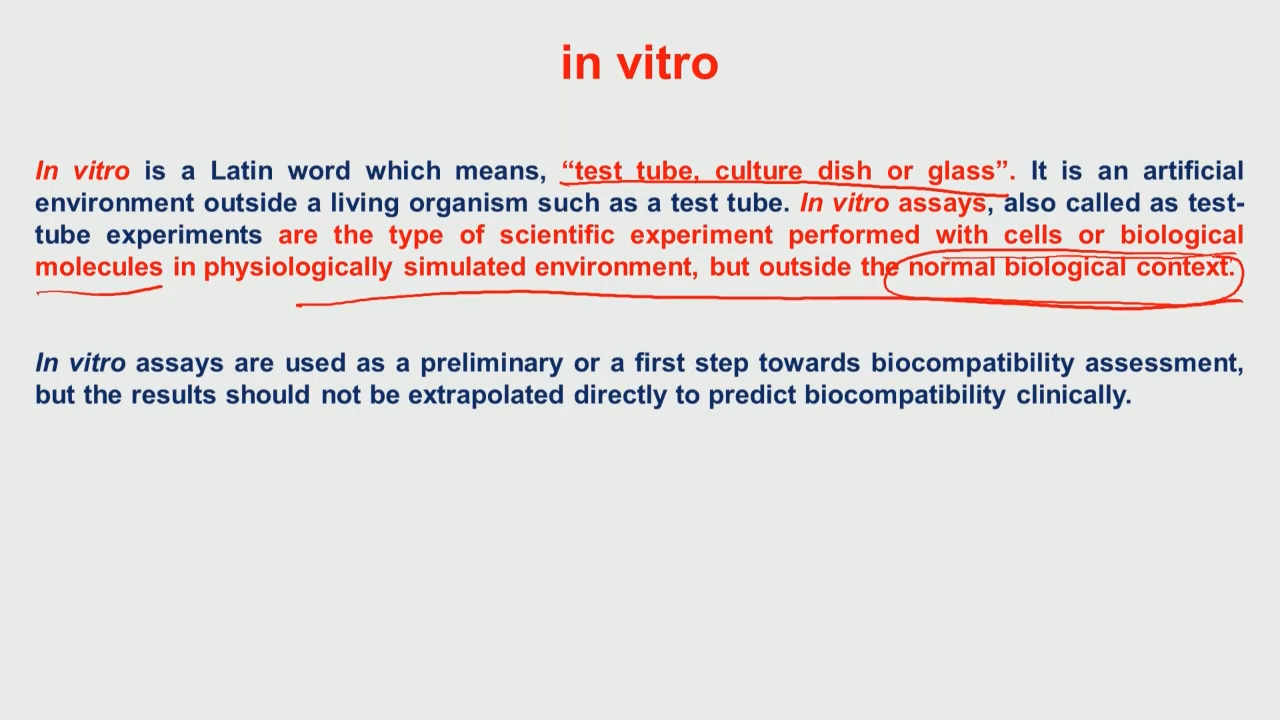 in vitro
In vitro is a Latin word which means, “test tube, culture dish or glass”. It is an artificial
environment outside a living organism such as a test tube. In vitro assays, also called as test-
tube experiments are the type of scientific experiment performed with cells or biological
molecules in physiologically simulated environment, but outside the normal biological context.
In vitro assays are used as a preliminary or a first step towards biocompatibility assessment,
but the results should not be extrapolated directly to predict biocompatibility clinically.